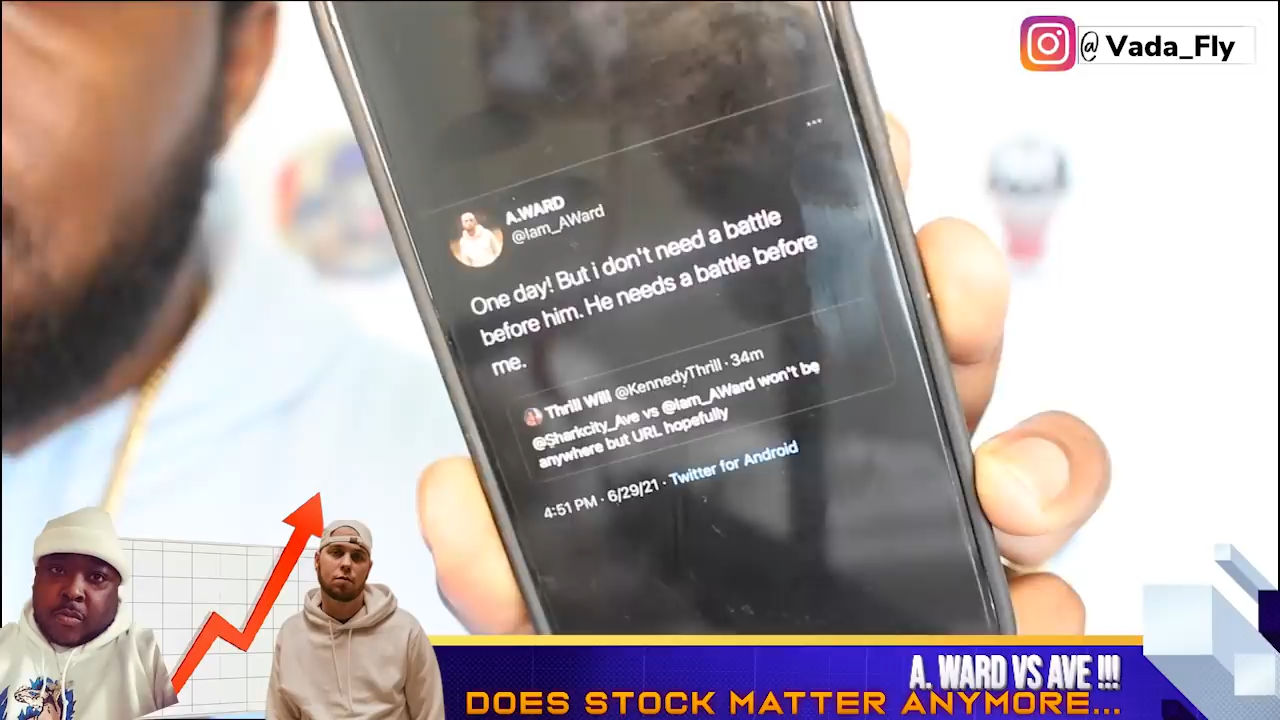 @ Vada_Fly
...
A.WARD
@Iam_AWard
One day! But i don't need a battle
before him. He needs a battle before
me.
Thrill Will @KennedyThrill · 34m
@Sharkcity_Ave vs @Iam_AWard won't be
anywhere but URL hopefully
4:51 PM · 6/29/21 · Twitter for Android
A. WARD VS AVE !!!
DOES STOCK MATTER ANYMORE...